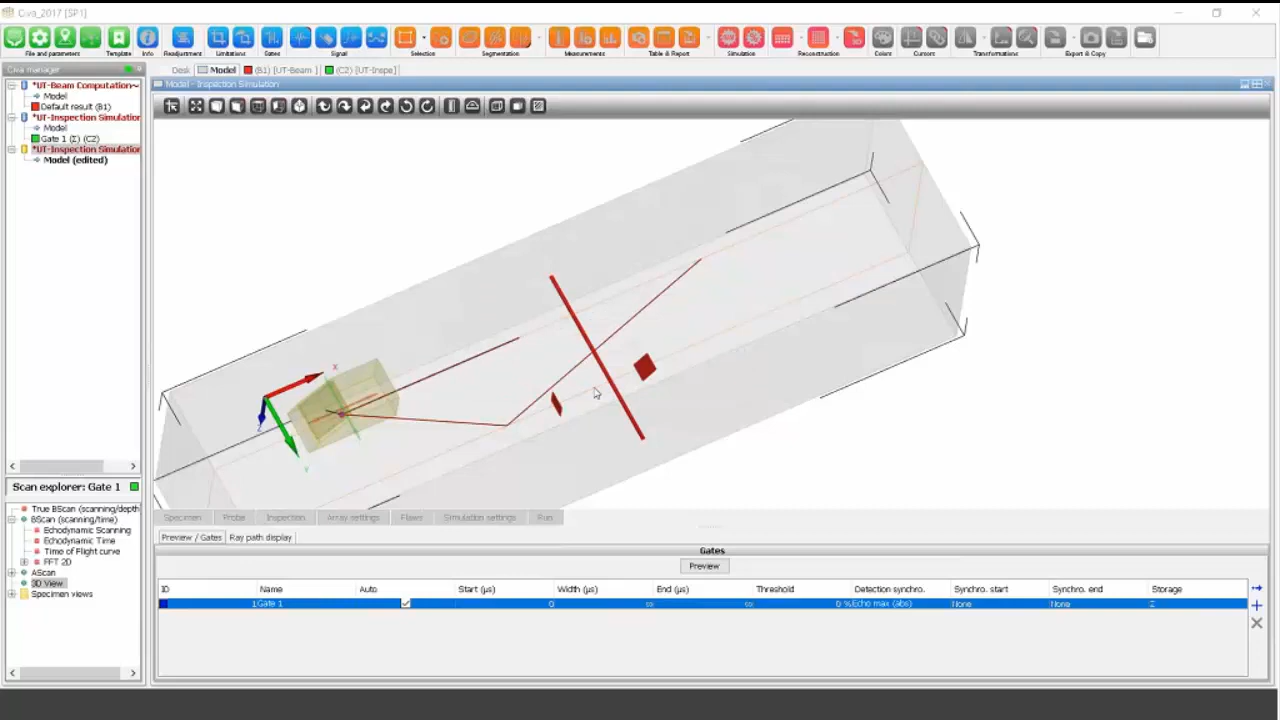 Civa_2017 [SP1]
File and parameters Template Info Readjustment Limitations Gates Signal Selection Segmentation Measurements Table & Report Simulation Reconstruction Colors Cursors Transformations Export & Copy
Civa manager
Desk Model (B1) [UT-Beam ] (C2) [UT-Inspe]
Model - Inspection Simulation
*UT-Beam Computation~
Model
Default result (B1)
*UT-Inspection Simulation
Model
Gate 1 (Σ) (C2)
*UT-Inspection Simulation
Model (edited)
X
Y
Z
Scan explorer: Gate 1
True BScan (scanning/depth
BScan (scanning/time)
Echodynamic Scanning
Echodynamic Time
Time of Flight curve
FFT 2D
AScan
3D View
Specimen views
Specimen Probe Inspection Array settings Flaws Simulation settings Run
Preview / Gates Ray path display
Gates
Preview
ID Name Auto Start (µs) Width (µs) End (µs) Threshold Detection synchro. Synchro. start Synchro. end Storage
1 Gate 1 0 ∞ ∞ 0 % Echo max (abs) None None Σ